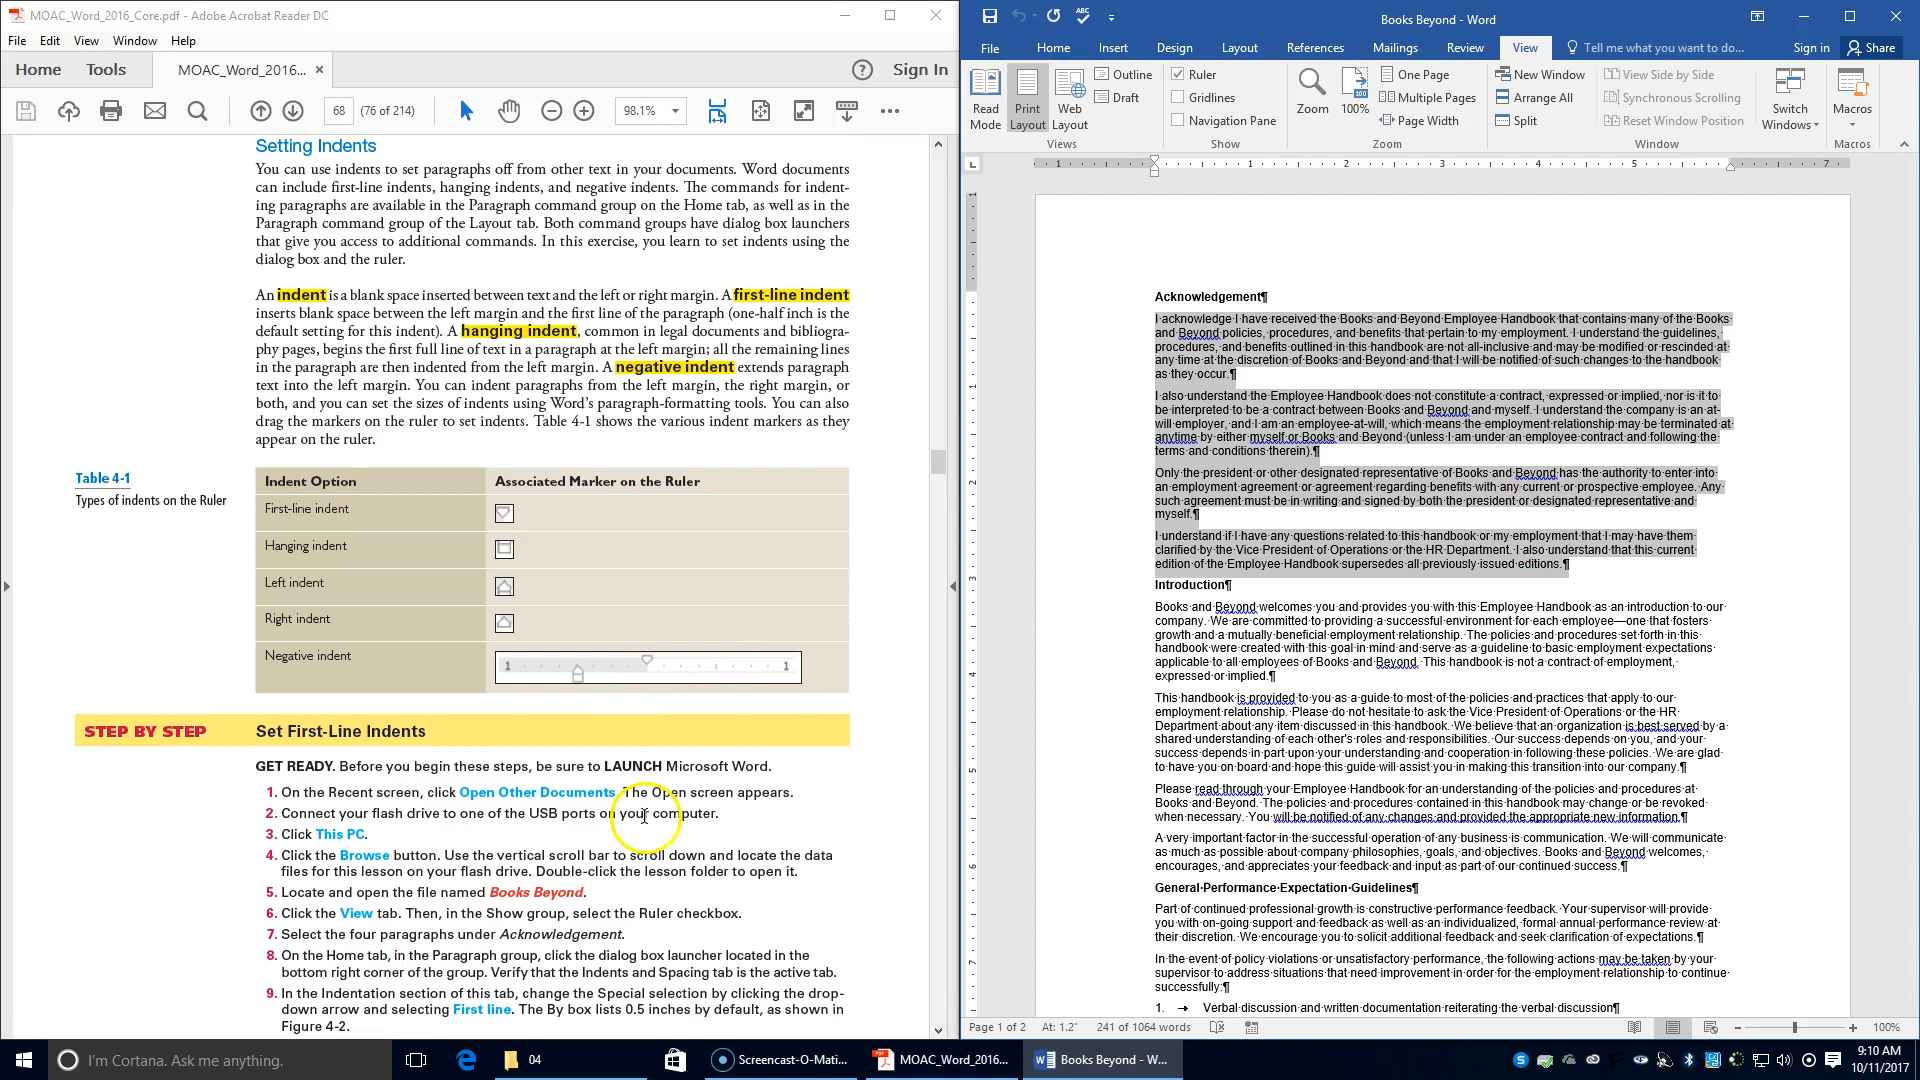 MOAC_Word_2016_Core.pdf - Adobe Acrobat Reader DC
File Edit View Window Help
Home Tools MOAC_Word_2016... × Sign In
68 (76 of 214) 98.1%
Setting Indents
You can use indents to set paragraphs off from other text in your documents. Word documents
can include first-line indents, hanging indents, and negative indents. The commands for indent-
ing paragraphs are available in the Paragraph command group on the Home tab, as well as in the
Paragraph command group of the Layout tab. Both command groups have dialog box launchers
that give you access to additional commands. In this exercise, you learn to set indents using the
dialog box and the ruler.
An indent is a blank space inserted between text and the left or right margin. A first-line indent
inserts blank space between the left margin and the first line of the paragraph (one-half inch is the
default setting for this indent). A hanging indent, common in legal documents and bibliogra-
phy pages, begins the first full line of text in a paragraph at the left margin; all the remaining lines
in the paragraph are then indented from the left margin. A negative indent extends paragraph
text into the left margin. You can indent paragraphs from the left margin, the right margin, or
both, and you can set the sizes of indents using Word's paragraph-formatting tools. You can also
drag the markers on the ruler to set indents. Table 4-1 shows the various indent markers as they
appear on the ruler.
Table 4-1
Types of indents on the Ruler
Indent Option Associated Marker on the Ruler
First-line indent
Hanging indent
Left indent
Right indent
Negative indent 1 1
STEP BY STEP Set First-Line Indents
GET READY. Before you begin these steps, be sure to LAUNCH Microsoft Word.
1. On the Recent screen, click Open Other Documents. The Open screen appears.
2. Connect your flash drive to one of the USB ports on your computer.
3. Click This PC.
4. Click the Browse button. Use the vertical scroll bar to scroll down and locate the data
files for this lesson on your flash drive. Double-click the lesson folder to open it.
5. Locate and open the file named Books Beyond.
6. Click the View tab. Then, in the Show group, select the Ruler checkbox.
7. Select the four paragraphs under Acknowledgement.
8. On the Home tab, in the Paragraph group, click the dialog box launcher located in the
bottom right corner of the group. Verify that the Indents and Spacing tab is the active tab.
9. In the Indentation section of this tab, change the Special selection by clicking the drop-
down arrow and selecting First line. The By box lists 0.5 inches by default, as shown in
Figure 4-2.
Books Beyond - Word
File Home Insert Design Layout References Mailings Review View Tell me what you want to do... Sign in Share
Read Mode Print Layout Web Layout Outline Draft
Views
Ruler Gridlines Navigation Pane
Show
Zoom 100% One Page Multiple Pages Page Width
Zoom
New Window Arrange All Split View Side by Side Synchronous Scrolling Reset Window Position Switch Windows
Window
Macros
Macros
1 1 2 3 4 5 7
Acknowledgement¶
I acknowledge I have received the Books and Beyond Employee Handbook that contains many of the Books
and Beyond policies, procedures, and benefits that pertain to my employment. I understand the guidelines,
procedures, and benefits outlined in this handbook are not all-inclusive and may be modified or rescinded at
any time at the discretion of Books and Beyond and that I will be notified of such changes to the handbook
as they occur.¶
I also understand the Employee Handbook does not constitute a contract, expressed or implied, nor is it to
be interpreted to be a contract between Books and Beyond and myself. I understand the company is an at-
will employer, and I am an employee-at-will, which means the employment relationship may be terminated at
anytime by either myself or Books and Beyond (unless I am under an employee contract and following the
terms and conditions therein).¶
Only the president or other designated representative of Books and Beyond has the authority to enter into
an employment agreement or agreement regarding benefits with any current or prospective employee. Any
such agreement must be in writing and signed by both the president or designated representative and
myself.¶
I understand if I have any questions related to this handbook or my employment that I may have them
clarified by the Vice President of Operations or the HR Department. I also understand that this current
edition of the Employee Handbook supersedes all previously issued editions.¶
Introduction¶
Books and Beyond welcomes you and provides you with this Employee Handbook as an introduction to our
company. We are committed to providing a successful environment for each employee—one that fosters
growth and a mutually beneficial employment relationship. The policies and procedures set forth in this
handbook were created with this goal in mind and serve as a guideline to basic employment expectations
applicable to all employees of Books and Beyond. This handbook is not a contract of employment,
expressed or implied.¶
This handbook is provided to you as a guide to most of the policies and practices that apply to our
employment relationship. Please do not hesitate to ask the Vice President of Operations or the HR
Department about any item discussed in this handbook. We believe that an organization is best served by a
shared understanding of each other's roles and responsibilities. Our success depends on you, and your
success depends in part upon your understanding and cooperation in following these policies. We are glad
to have you on board and hope this guide will assist you in making this transition into our company.¶
Please read through your Employee Handbook for an understanding of the policies and procedures at
Books and Beyond. The policies and procedures contained in this handbook may change or be revoked
when necessary. You will be notified of any changes and provided the appropriate new information.¶
A very important factor in the successful operation of any business is communication. We will communicate
as much as possible about company philosophies, goals, and objectives. Books and Beyond welcomes,
encourages, and appreciates your feedback and input as part of our continued success.¶
General Performance Expectation Guidelines¶
Part of continued professional growth is constructive performance feedback. Your supervisor will provide
you with on-going support and feedback as well as an individualized, formal annual performance review at
their discretion. We encourage you to solicit additional feedback and seek clarification of expectations.¶
In the event of policy violations or unsatisfactory performance, the following actions may be taken by your
supervisor to address situations that need improvement in order for the employment relationship to continue
successfully:¶
1. → Verbal discussion and written documentation reiterating the verbal discussion¶
Page 1 of 2 At: 1.2" 241 of 1064 words 100%
I'm Cortana. Ask me anything. 04 Screencast-O-Mati... MOAC_Word_2016... Books Beyond - W... 9:10 AM
10/11/2017